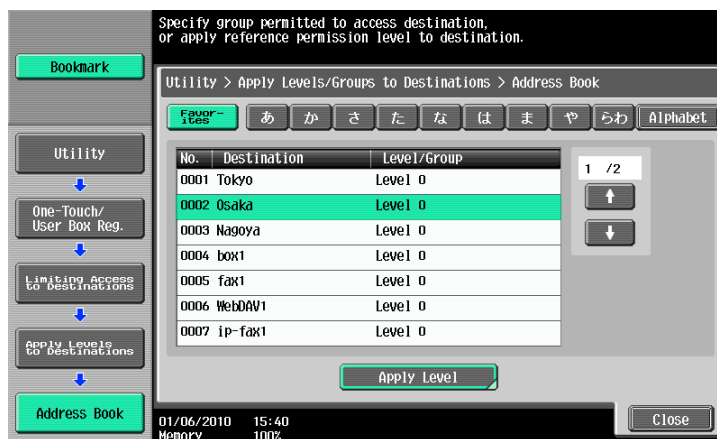 Specify group permitted to access destination,
or apply reference permission level to destination.
Bookmark
Utility > Apply Levels/Groups to Destinations > Address Book
Favor-
ites
あ か さ た な は ま や らわ Alphabet
Utility
One-Touch/
User Box Reg.
Limiting Access
to Destinations
Apply Levels
to Destinations
Address Book
No. Destination Level/Group
0001 Tokyo Level 0
0002 Osaka Level 0
0003 Nagoya Level 0
0004 box1 Level 0
0005 fax1 Level 0
0006 WebDAV1 Level 0
0007 ip-fax1 Level 0
1 /2
Apply Level
01/06/2010 15:40
Memory 100%
Close